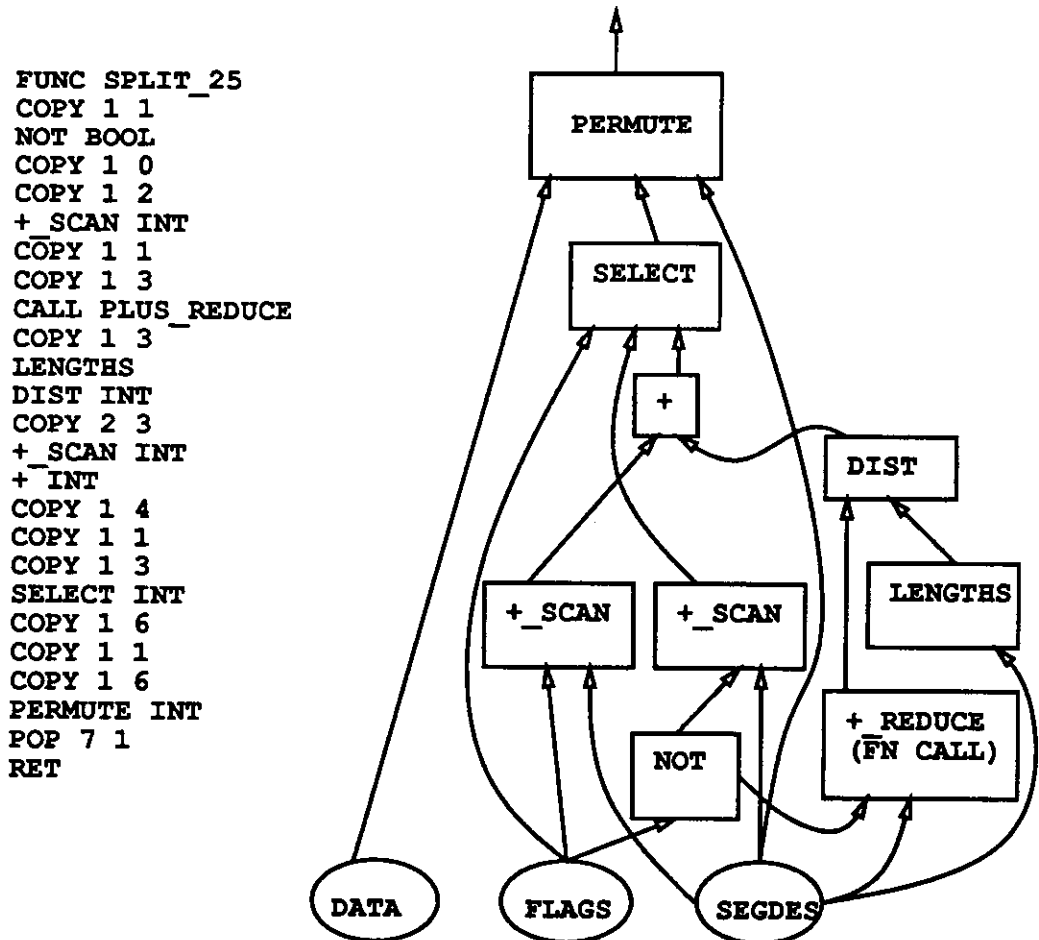 FUNC SPLIT_25
COPY 1 1
NOT BOOL
COPY 1 0
COPY 1 2
+_SCAN INT
COPY 1 1
COPY 1 3
CALL PLUS_REDUCE
COPY 1 3
LENGTHS
DIST INT
COPY 2 3
+_SCAN INT
+ INT
COPY 1 4
COPY 1 1
COPY 1 3
SELECT INT
COPY 1 6
COPY 1 1
COPY 1 6
PERMUTE INT
POP 7 1
RET
PERMUTE
SELECT
+
DIST
+_SCAN
+_SCAN
LENGTHS
NOT
+_REDUCE
(FN CALL)
DATA
FLAGS
SEGDES